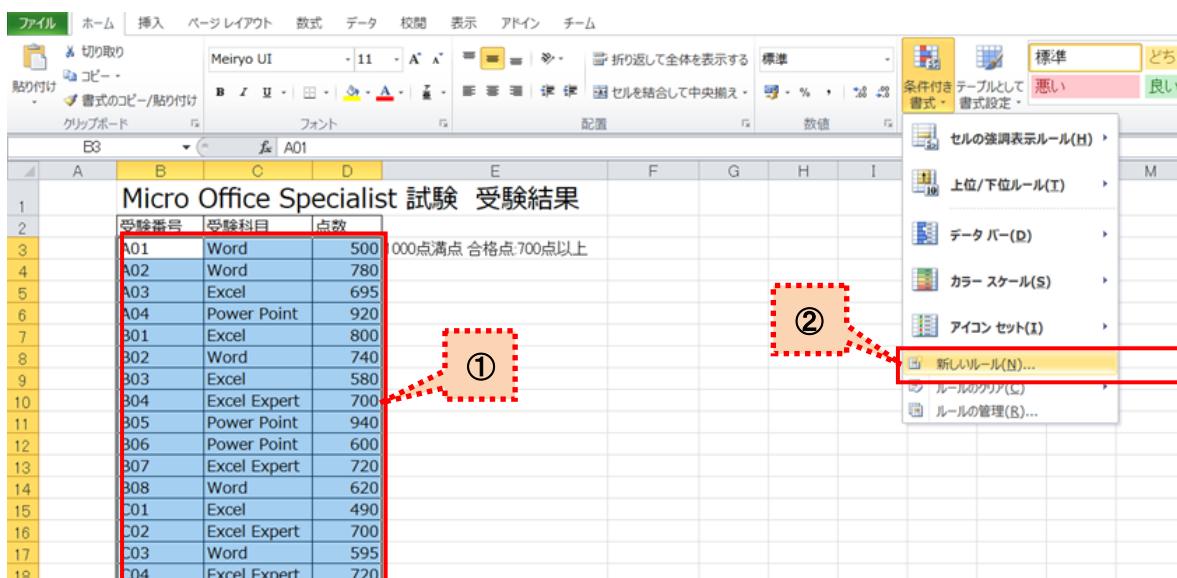 ファイル ホーム 挿入 ページ レイアウト 数式 データ 校閲 表示 アドイン チーム
切り取り
コピー
書式のコピー/貼り付け
貼り付け
クリップボード
Meiryo UI 11
B I U
フォント
折り返して全体を表示する
セルを結合して中央揃え
配置
標準
% ,
数値
条件付き書式
テーブルとして書式設定
標準 どち
悪い 良い
B3 fx A01
A B C D E F G H I M
1 Micro Office Specialist 試験 受験結果
2 受験番号 受験科目 点数
3 A01 Word 500 1000点満点 合格点:700点以上
4 A02 Word 780
5 A03 Excel 695
6 A04 Power Point 920
7 B01 Excel 800
8 B02 Word 740
9 B03 Excel 580
10 B04 Excel Expert 700
11 B05 Power Point 940
12 B06 Power Point 600
13 B07 Excel Expert 720
14 B08 Word 620
15 C01 Excel 490
16 C02 Excel Expert 700
17 C03 Word 595
18 C04 Excel Expert 720
①
②
セルの強調表示ルール(H)
上位/下位ルール(T)
データ バー(D)
カラー スケール(S)
アイコン セット(I)
新しいルール(N)...
ルールのクリア(C)
ルールの管理(R)...